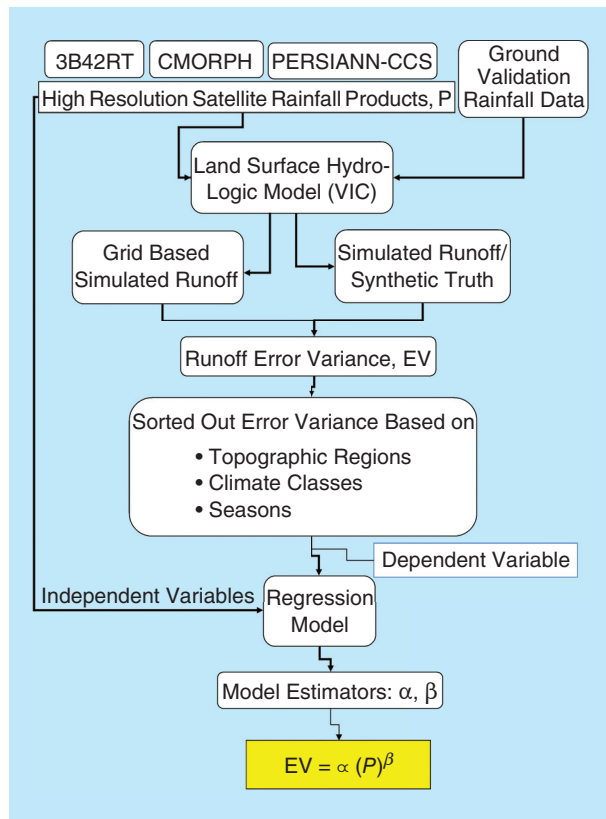 3B42RT
CMORPH
PERSIANN-CCS
High Resolution Satellite Rainfall Products, P
Ground
Validation
Rainfall Data
Land Surface Hydro-
Logic Model (VIC)
Grid Based
Simulated Runoff
Simulated Runoff/
Synthetic Truth
Runoff Error Variance, EV
Sorted Out Error Variance Based on
• Topographic Regions
• Climate Classes
• Seasons
Dependent Variable
Independent Variables
Regression
Model
Model Estimators: α, β
EV = ∝ (P)^β